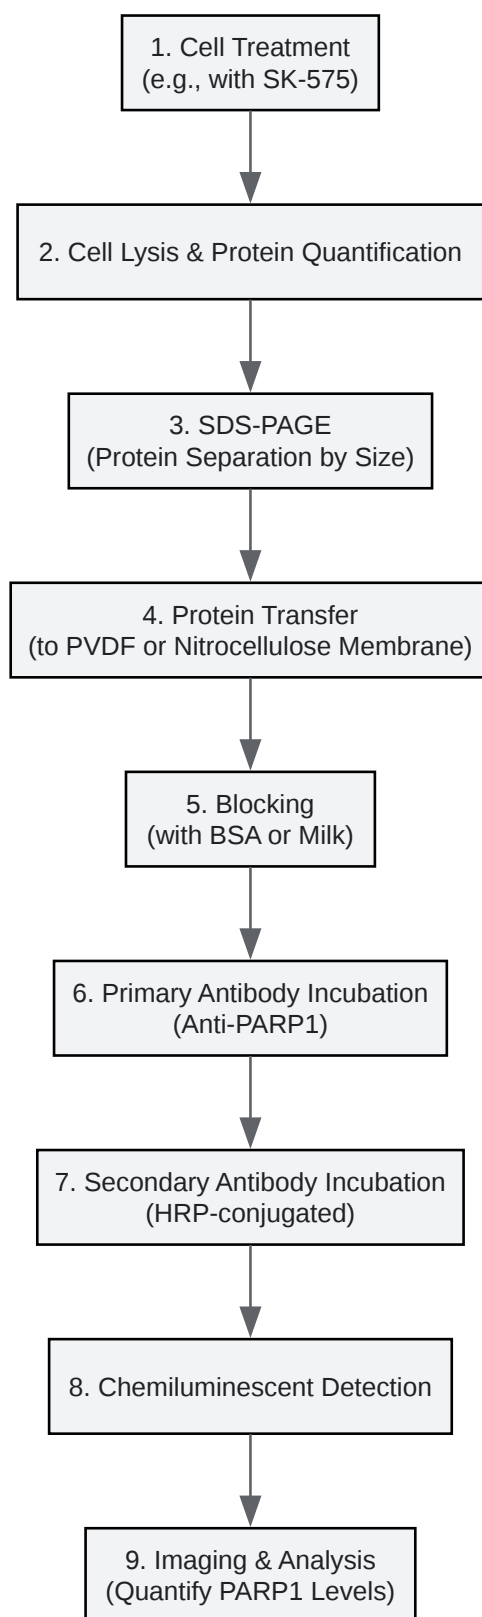 1. Cell Treatment
(e.g., with SK-575)
2. Cell Lysis & Protein Quantification
3. SDS-PAGE
(Protein Separation by Size)
4. Protein Transfer
(to PVDF or Nitrocellulose Membrane)
5. Blocking
(with BSA or Milk)
6. Primary Antibody Incubation
(Anti-PARP1)
7. Secondary Antibody Incubation
(HRP-conjugated)
8. Chemiluminescent Detection
9. Imaging & Analysis
(Quantify PARP1 Levels)